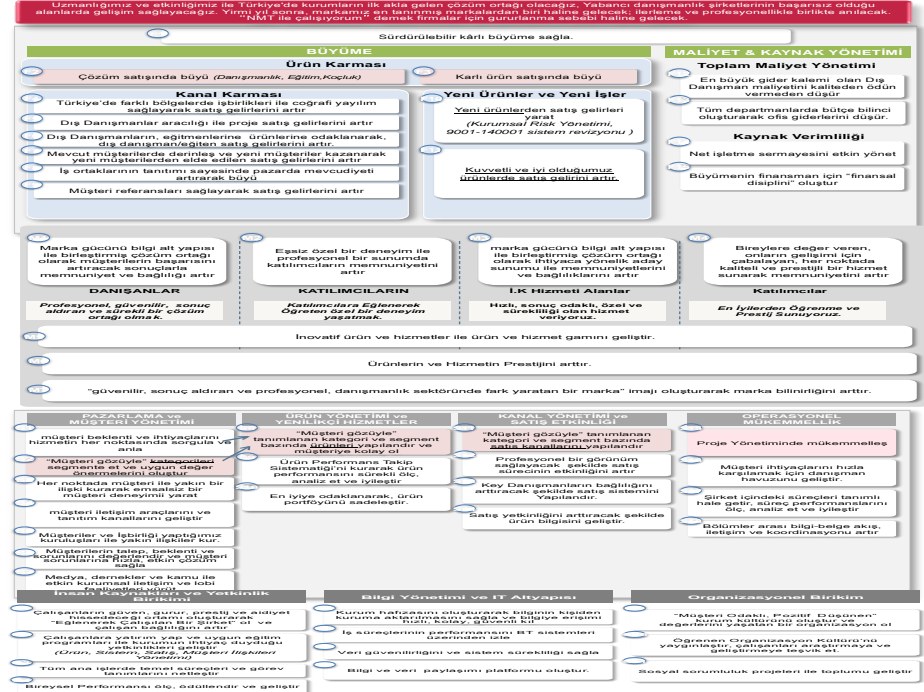 Uzmanlığımız ve etkinliğimiz ile Türkiye'de kurumların ilk akla gelen çözüm ortağı olacağız, Yabancı danışmanlık şirketlerinin başarısız olduğu
alanlarda gelişim sağlayacağız. Yirmi yıl sonra, markamız en tanınmış markalardan biri haline gelecek; ilerleme ve profesyonellikle birlikte anılacak.
"NMT ile çalışıyorum" demek firmalar için gururlanma sebebi haline gelecek.
Sürdürülebilir kârlı büyüme sağla.
BÜYÜME
Ürün Karması
Çözüm satışında büyü (Danışmanlık, Eğitim,Koçluk)
Karlı ürün satışında büyü
Kanal Karması
Türkiye'de farklı bölgelerde işbirlikleri ile coğrafi yayılım
sağlayarak satış gelirlerini artır
Dış Danışmanlar aracılığı ile proje satış gelirlerini artır
Dış Danışmanların, eğitmenlerine ürünlerine odaklanarak,
dış danışman/eğiten satış gelirlerini artır.
Mevcut müşterilerde derinleş ve yeni müşteriler kazanarak
yeni müşterilerden elde edilen satış gelirlerini artır
İş ortaklarının tanıtımı sayesinde pazarda mevcudiyeti
artırarak büyü
Müşteri referansları sağlayarak satış gelirlerini artır
Yeni Ürünler ve Yeni İşler
Yeni ürünlerden satış gelirleri
yarat
(Kurumsal Risk Yönetimi,
9001-140001 sistem revizyonu )
Kuvvetli ve iyi olduğumuz
ürünlerde satış gelirini artır.
MALİYET & KAYNAK YÖNETİMİ
Toplam Maliyet Yönetimi
En büyük gider kalemi olan Dış
Danışman maliyetini kaliteden ödün
vermeden düşür
Tüm departmanlarda bütçe bilinci
oluşturarak ofis giderlerini düşür.
Kaynak Verimliliği
Net işletme sermayesini etkin yönet
Büyümenin finansman için "finansal
disiplini" oluştur
Marka gücünü bilgi alt yapısı
ile birleştirmiş çözüm ortağı
olarak müşterilerin başarısını
artıracak sonuçlarla
memnuniyet ve bağlılığı artır
DANIŞANLAR
Profesyonel, güvenilir, sonuç
aldıran ve sürekli bir çözüm
ortağı olmak.
Eşsiz özel bir deneyim ile
profesyonel bir sunumda
katılımcıların memnuniyetini
artır
KATILIMCILARIN
Katılımcılara Eğlenerek
Öğreten özel bir deneyim
yaşatmak.
marka gücünü bilgi alt yapısı
ile birleştirmiş çözüm ortağı
olarak ihtiyaca yönelik aday
sunumu ile memnuniyetlerini
ve bağlılıklarını artır
İ.K Hizmeti Alanlar
Hızlı, sonuç odaklı, özel ve
sürekliliği olan hizmet
veriyoruz.
Bireylere değer veren,
onların gelişimi için
çabalayan, her noktada
kaliteli ve prestijli bir hizmet
sunarak memnuniyetini artır
Katılımcılar
En İyilerden Öğrenme ve
Prestij Sunuyoruz.
İnovatif ürün ve hizmetler ile ürün ve hizmet gamını geliştir.
Ürünlerin ve Hizmetin Prestijini arttır.
"güvenilir, sonuç aldıran ve profesyonel, danışmanlık sektöründe fark yaratan bir marka" imajı oluşturarak marka bilinirliğini arttır.
PAZARLAMA ve
MÜŞTERİ YÖNETİMİ
müşteri beklenti ve ihtiyaçlarını
hizmetin her noktasında sorgula ve
anla
"Müşteri gözüyle" kategorileri
segmente et ve uygun değer
önermelerini oluştur
Her noktada müşteri ile yakın bir
ilişki kurarak emsalsiz bir
müşteri deneyimii yarat
müşteri iletişim araçlarını ve
tanıtım kanallarını geliştir
Müşteriler ve İşbirliği yaptığımız
kuruluşları ile yakın ilişkiler kur.
Müşterilerin talep, beklenti ve
sorunlarını değerlendir ve müşteri
sorunlarına hızla, etkin çözüm
sağla
Medya, dernekler ve kamu ile
etkin kurumsal iletişim ve lobi
faaliyetleri yürüt
ÜRÜN YÖNETİMİ ve
YENİLİKÇİ HİZMETLER
"Müşteri gözüyle"
tanımlanan kategori ve segment
bazında ürünleri yapılandır ve
müşteriye kolay ol
Ürün Performans Takip
Sistematiği'ni kurarak ürün
performansını sürekli ölç,
analiz et ve iyileştir
En iyiye odaklanarak, ürün
portföyünü sadeleştir.
KANAL YÖNETİMİ ve
SATIŞ ETKİNLİĞİ
"Müşteri gözüyle" tanımlanan
kategori ve segment bazında
satış kanallarını yapılandır
Profesyonel bir görünüm
sağlayacak şekilde satış
sürecinin etkinliğini artır
Key Danışmanların bağlılığını
arttıracak şekilde satış sistemini
Yapılandır.
Satış yetkinliğini arttıracak şekilde
ürün bilgisini geliştir.
OPERASYONEL
MÜKEMMELLİK
Proje Yönetiminde mükemmelleş
Müşteri ihtiyaçlarını hızla
karşılamak için danışman
havuzunu geliştir.
Şirket içindeki süreçleri tanımlı
hale getir, süreç performanslarını
ölç, analiz et ve iyileştir
Bölümler arası bilgi-belge akış,
iletişim ve koordinasyonu artır
İnsan Kaynakları ve Yetkinlik
Birikimi
Çalışanların güven, gurur, prestij ve aidiyet
hissedeceği ortamı oluşturarak
"Eğlenerek Çalışılan Bir Şirket" ol ve
çalışan bağlılığını artır
Çalışanlara yatırım yap ve uygun eğitim
programları ile kurumun ihtiyaç duyduğu
yetkinlikleri geliştir
(Ürün, Sistem, Satış, Müşteri İlişkileri
Yönetimi)
Tüm ana işlerde temel süreçleri ve görev
tanımlarını netleştir
Bireysel Performansı ölç, ödüllendir ve geliştir
Bilgi Yönetimi ve IT Altyapısı
Kurum hafızasını oluşturarak bilginin kişiden
kuruma aktarılmasını sağla ve bilgiye erişimi
hızlı, kolay, güvenli kıl
İş süreçlerinin performansını BT sistemleri
üzerinden izle
Veri güvenilirliğini ve sistem sürekliliği sağla
Bilgi ve veri paylaşımı platformu oluştur.
Organizasyonel Birikim
"Müşteri Odaklı, Pozitif Düşünen"
kurum kültürünü oluştur ve
değerlerini yaşatan bir organizasyon ol
Öğrenen Organizasyon Kültürü'nü
yaygınlaştır, çalışanları araştırmaya ve
geliştirmeye teşvik et.
Sosyal sorumluluk projeleri ile toplumu geliştir